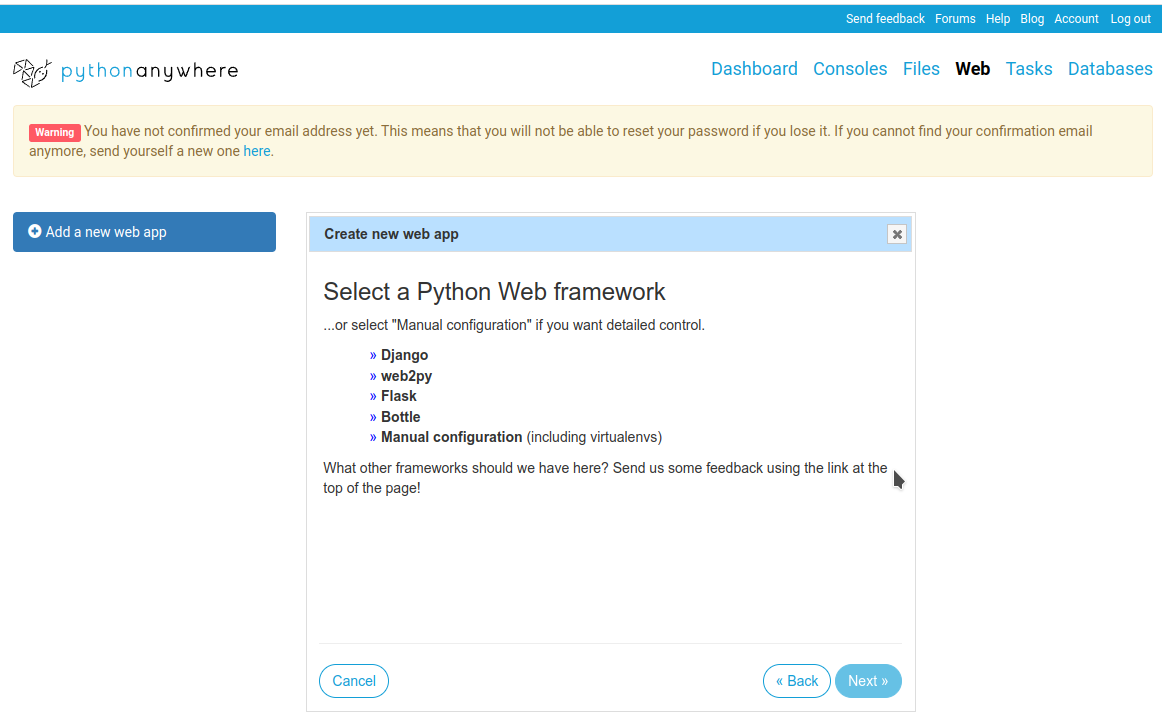 Send feedback Forums Help Blog Account Log out
pythonanywhere
Dashboard Consoles Files Web Tasks Databases
Warning You have not confirmed your email address yet. This means that you will not be able to reset your password if you lose it. If you cannot find your confirmation email
anymore, send yourself a new one here.
Add a new web app
Create new web app
Select a Python Web framework
...or select "Manual configuration" if you want detailed control.
» Django
» web2py
» Flask
» Bottle
» Manual configuration (including virtualenvs)
What other frameworks should we have here? Send us some feedback using the link at the
top of the page!
Cancel « Back Next »